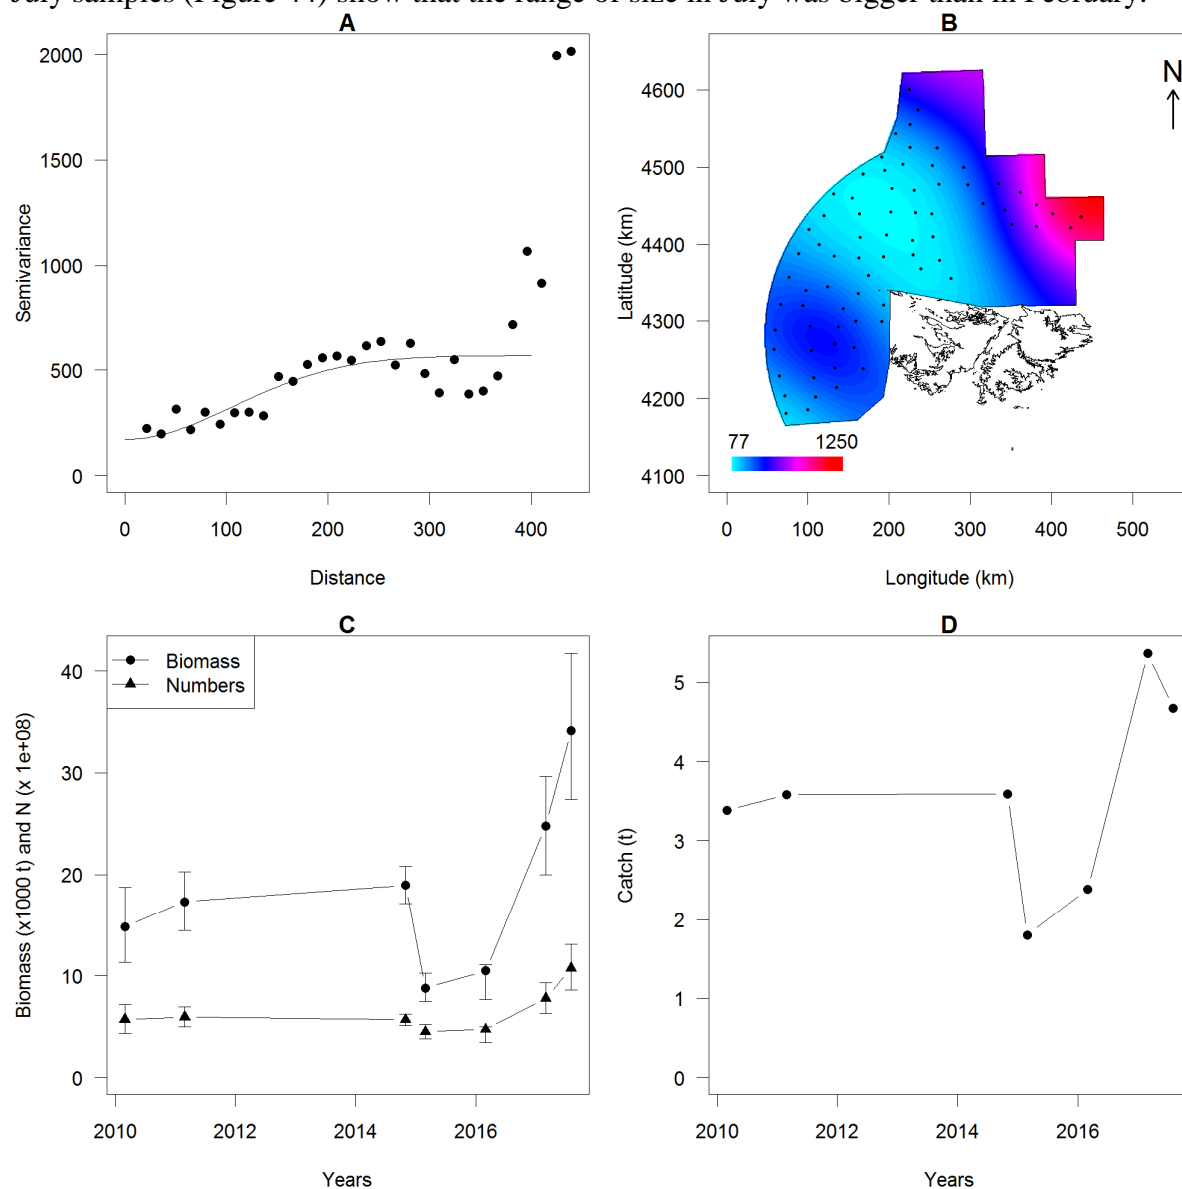 July samples (Figure 44) show that the range of size in July was bigger than in February.
A
2000
1500
1000
500
0
Semivariance
0 100 200 300 400
Distance
B
N
4600
4500
4400
4300
4200
4100
Latitude (km)
77 1250
0 100 200 300 400 500
Longitude (km)
C
Biomass
Numbers
40
30
20
10
0
Biomass (x1000 t) and N (x 1e+08)
2010 2012 2014 2016
Years
D
5
4
3
2
1
0
Catch (t)
2010 2012 2014 2016
Years